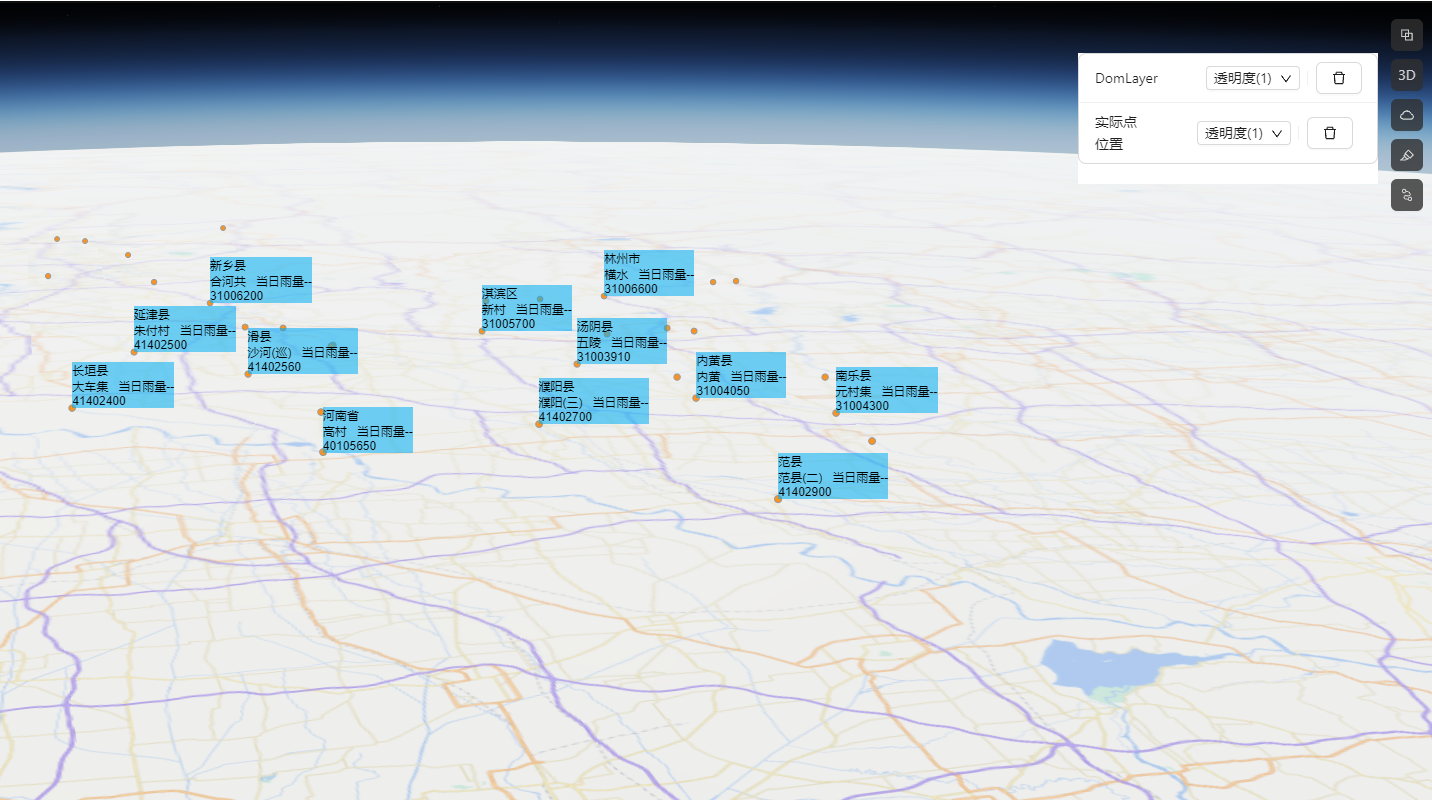 DomLayer
透明度(1)
3D
实际点
位置
透明度(1)
林州市
横水 当日雨量--
31006600
新乡县
合河共 当日雨量--
31006200
淇滨区
新村 当日雨量--
31005700
延津县
朱付村 当日雨量--
41402500
汤阴县
五陵 当日雨量--
31003910
滑县
沙河(巡) 当日雨量--
41402560
内黄县
内黄 当日雨量--
31004050
长垣县
大车集 当日雨量--
41402400
南乐县
元村集 当日雨量--
31004300
濮阳县
濮阳(三) 当日雨量--
41402700
河南省
高村 当日雨量--
40105650
范县
范县(二) 当日雨量--
41402900